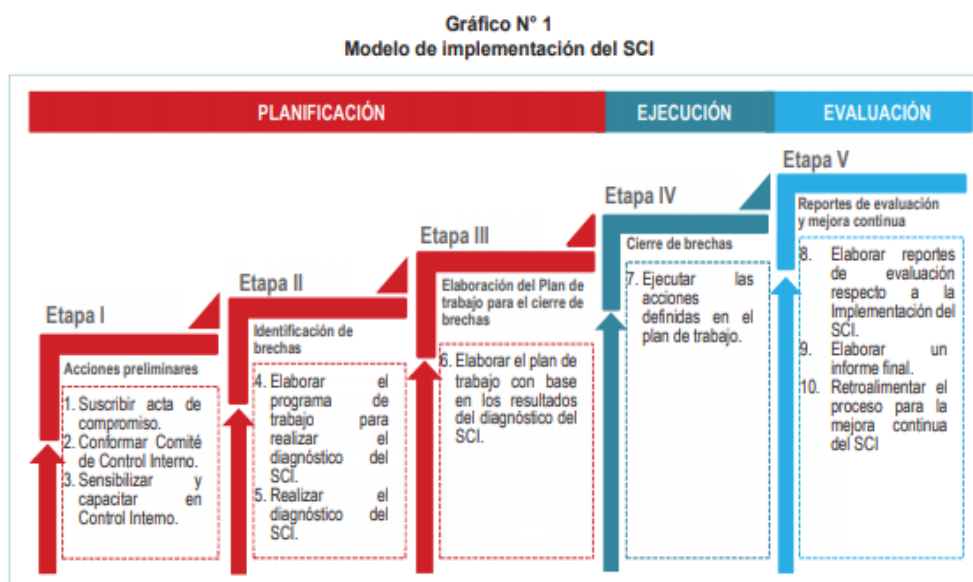 Gráfico N° 1
Modelo de implementación del SCI
PLANIFICACIÓN
EJECUCIÓN
EVALUACIÓN
Etapa I
Acciones preliminares
1. Suscribir acta de
compromiso.
2. Conformar Comité
de Control Interno.
3. Sensibilizar y
capacitar en
Control Interno.
Etapa II
Identificación de
brechas
4. Elaborar el
programa de
trabajo para
realizar el
diagnóstico del
SCI.
5. Realizar el
diagnóstico del
SCI.
Etapa III
Elaboración del Plan de
trabajo para el cierre de
brechas
6. Elaborar el plan de
trabajo con base
en los resultados
del diagnóstico del
SCI.
Etapa IV
Cierre de brechas
7. Ejecutar las
acciones
definidas en el
plan de trabajo.
Etapa V
Reportes de evaluación
y mejora continua
8. Elaborar reportes
de evaluación
respecto a la
Implementación del
SCI.
9. Elaborar un
informe final.
10. Retroalimentar el
proceso para la
mejora continua
del SCI